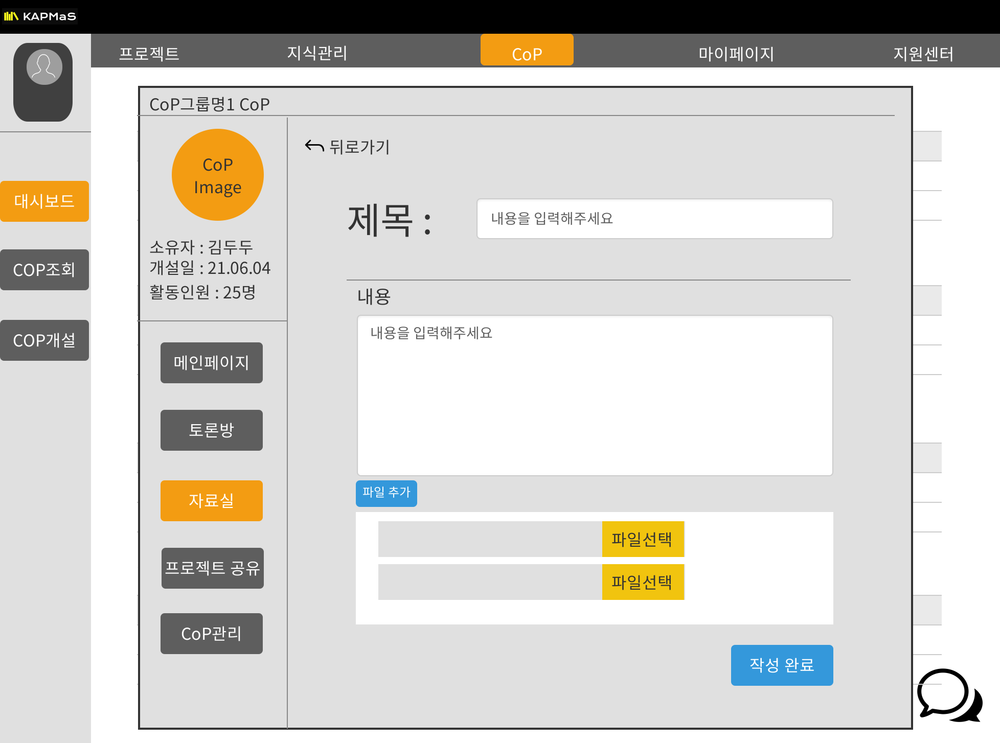 KAPMaS
프로젝트
지식관리
CoP
마이페이지
지원센터
대시보드
COP조회
COP개설
CoP그룹명1 CoP
CoP
Image
소유자 : 김두두
개설일 : 21.06.04
활동인원 : 25명
메인페이지
토론방
자료실
프로젝트 공유
CoP관리
뒤로가기
제목 :
내용을 입력해주세요
내용
내용을 입력해주세요
파일 추가
파일선택
파일선택
작성 완료